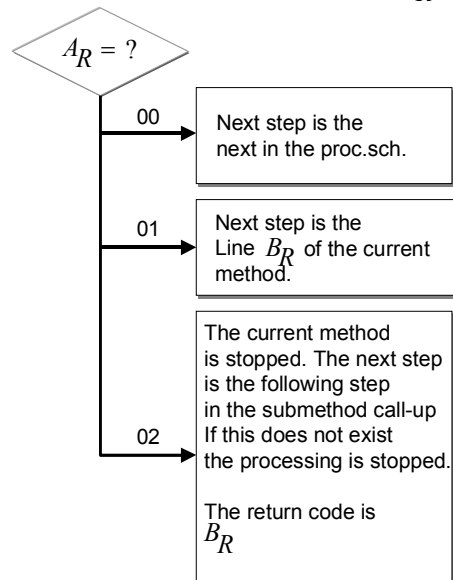 A_R = ?
00
Next step is the
next in the proc.sch.
01
Next step is the
Line B_R of the current
method.
The current method
is stopped. The next step
is the following step
in the submethod call-up
If this does not exist
the processing is stopped.
02
The return code is
B_R